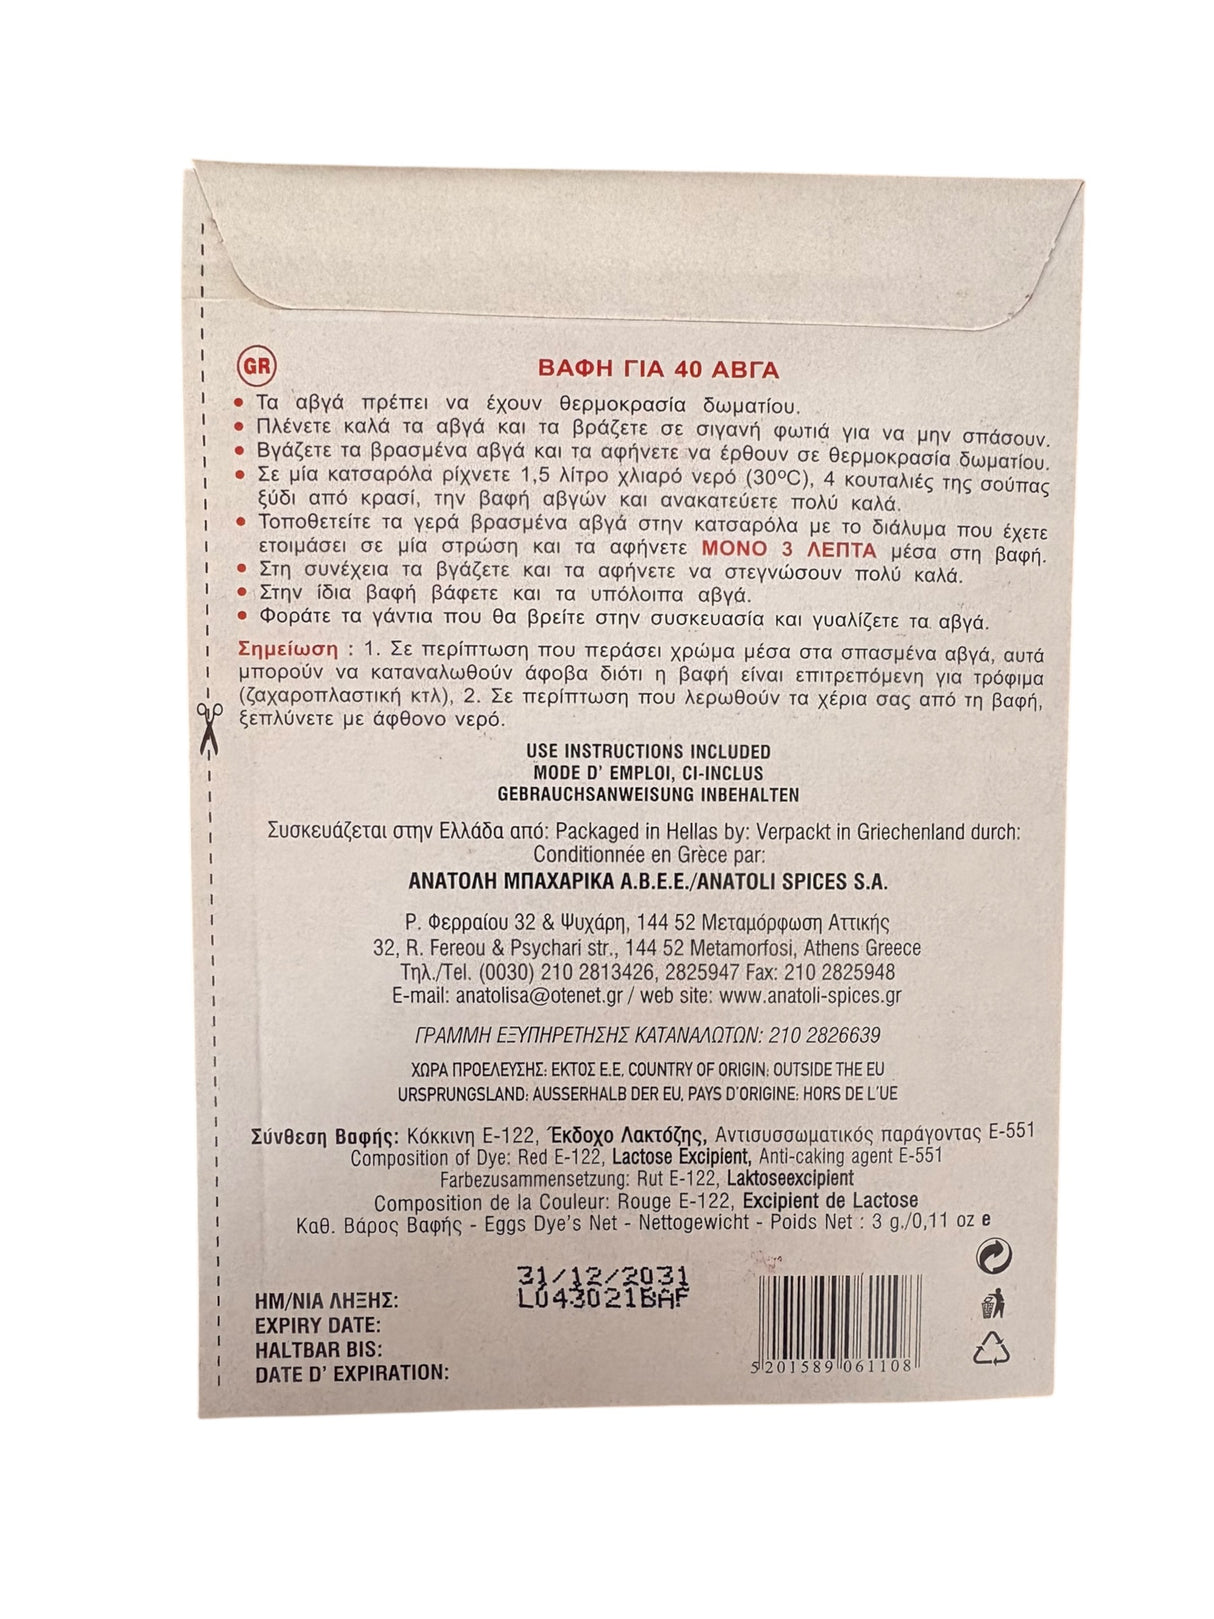 GR ΒΑΦΗ ΓΙΑ 40 ΑΒΓΑ
• Τα αβγά πρέπει να έχουν θερμοκρασία δωματίου.
• Πλένετε καλά τα αβγά και τα βράζετε σε σιγανή φωτιά για να μην σπάσουν.
• Βγάζετε τα βρασμένα αβγά και τα αφήνετε να έρθουν σε θερμοκρασία δωματίου.
• Σε μία κατσαρόλα ρίχνετε 1,5 λίτρο χλιαρό νερό (30ºC), 4 κουταλιές της σούπας
ξύδι από κρασί, την βαφή αβγών και ανακατεύετε πολύ καλά.
• Τοποθετείτε τα γερά βρασμένα αβγά στην κατσαρόλα με το διάλυμα που έχετε
ετοιμάσει σε μία στρώση και τα αφήνετε ΜΟΝΟ 3 ΛΕΠΤΑ μέσα στη βαφή.
• Στη συνέχεια τα βγάζετε και τα αφήνετε να στεγνώσουν πολύ καλά.
• Στην ίδια βαφή βάφετε και τα υπόλοιπα αβγά.
• Φοράτε τα γάντια που θα βρείτε στην συσκευασία και γυαλίζετε τα αβγά.
Σημείωση : 1. Σε περίπτωση που περάσει χρώμα μέσα στα σπασμένα αβγά, αυτά
μπορούν να καταναλωθούν άφοβα διότι η βαφή είναι επιτρεπόμενη για τρόφιμα
(ζαχαροπλαστική κτλ), 2. Σε περίπτωση που λερωθούν τα χέρια σας από τη βαφή,
ξεπλύνετε με άφθονο νερό.
USE INSTRUCTIONS INCLUDED
MODE D' EMPLOI, CI-INCLUS
GEBRAUCHSANWEISUNG INBEHALTEN
Συσκευάζεται στην Ελλάδα από: Packaged in Hellas by: Verpackt in Griechenland durch:
Conditionnée en Grèce par:
ΑΝΑΤΟΛΗ ΜΠΑΧΑΡΙΚΑ Α.Β.Ε.Ε./ANATOLI SPICES S.A.
Ρ. Φερραίου 32 & Ψυχάρη, 144 52 Μεταμόρφωση Αττικής
32, R. Fereou & Psychari str., 144 52 Metamorfosi, Athens Greece
Τηλ./Tel. (0030) 210 2813426, 2825947 Fax: 210 2825948
E-mail: anatolisa@otenet.gr / web site: www.anatoli-spices.gr
ΓΡΑΜΜΗ ΕΞΥΠΗΡΕΤΗΣΗΣ ΚΑΤΑΝΑΛΩΤΩΝ: 210 2826639
ΧΩΡΑ ΠΡΟΕΛΕΥΣΗΣ: ΕΚΤΟΣ Ε.Ε, COUNTRY OF ORIGIN: OUTSIDE THE EU
URSPRUNGSLAND: AUSSERHALB DER EU, PAYS D'ORIGINE: HORS DE L'UE
Σύνθεση Βαφής: Κόκκινη E-122, Έκδοχο Λακτόζης, Αντισυσσωματικός παράγοντας E-551
Composition of Dye: Red E-122, Lactose Excipient, Anti-caking agent E-551
Farbezusammensetzung: Rut E-122, Laktoseexcipient
Composition de la Couleur: Rouge E-122, Excipient de Lactose
Καθ. Βάρος Βαφής - Eggs Dye's Net - Nettogewicht - Poids Net : 3 g./0,11 oz e
31/12/2031
L043021BAF
ΗΜ/ΝΙΑ ΛΗΞΗΣ:
EXPIRY DATE:
HALTBAR BIS:
DATE D' EXPIRATION:
5201589061108